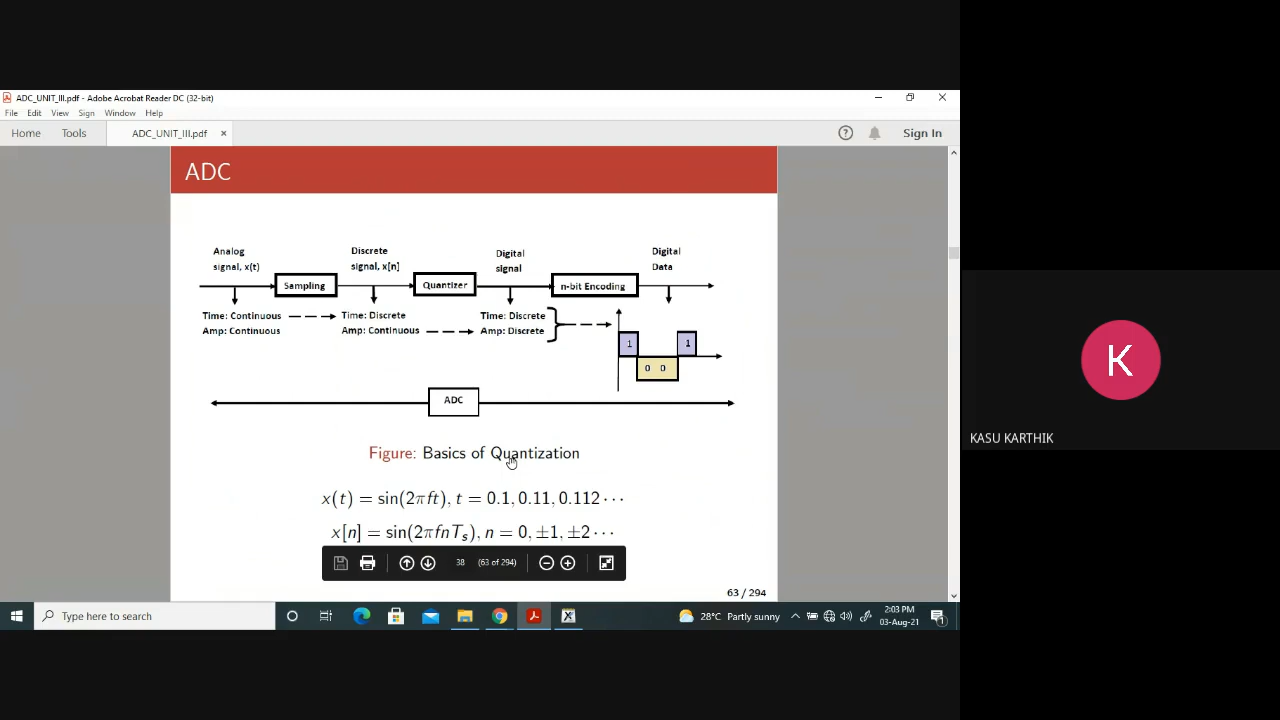 ADC_UNIT_III.pdf - Adobe Acrobat Reader DC (32-bit)
File Edit View Sign Window Help
Home Tools ADC_UNIT_III.pdf × ? Sign In
ADC
Analog signal, x(t)
Sampling
Discrete signal, x[n]
Quantizer
Digital signal
n-bit Encoding
Digital Data
Time: Continuous
Amp: Continuous
Time: Discrete
Amp: Continuous
Time: Discrete
Amp: Discrete
1
0 0
1
ADC
Figure: Basics of Quantization
x(t) = sin(2πft), t = 0.1, 0.11, 0.112 ⋯
x[n] = sin(2πfnTₛ), n = 0, ±1, ±2 ⋯
38 (63 of 294)
63 / 294
K
KASU KARTHIK
Type here to search
28°C Partly sunny
2:03 PM
03-Aug-21
1